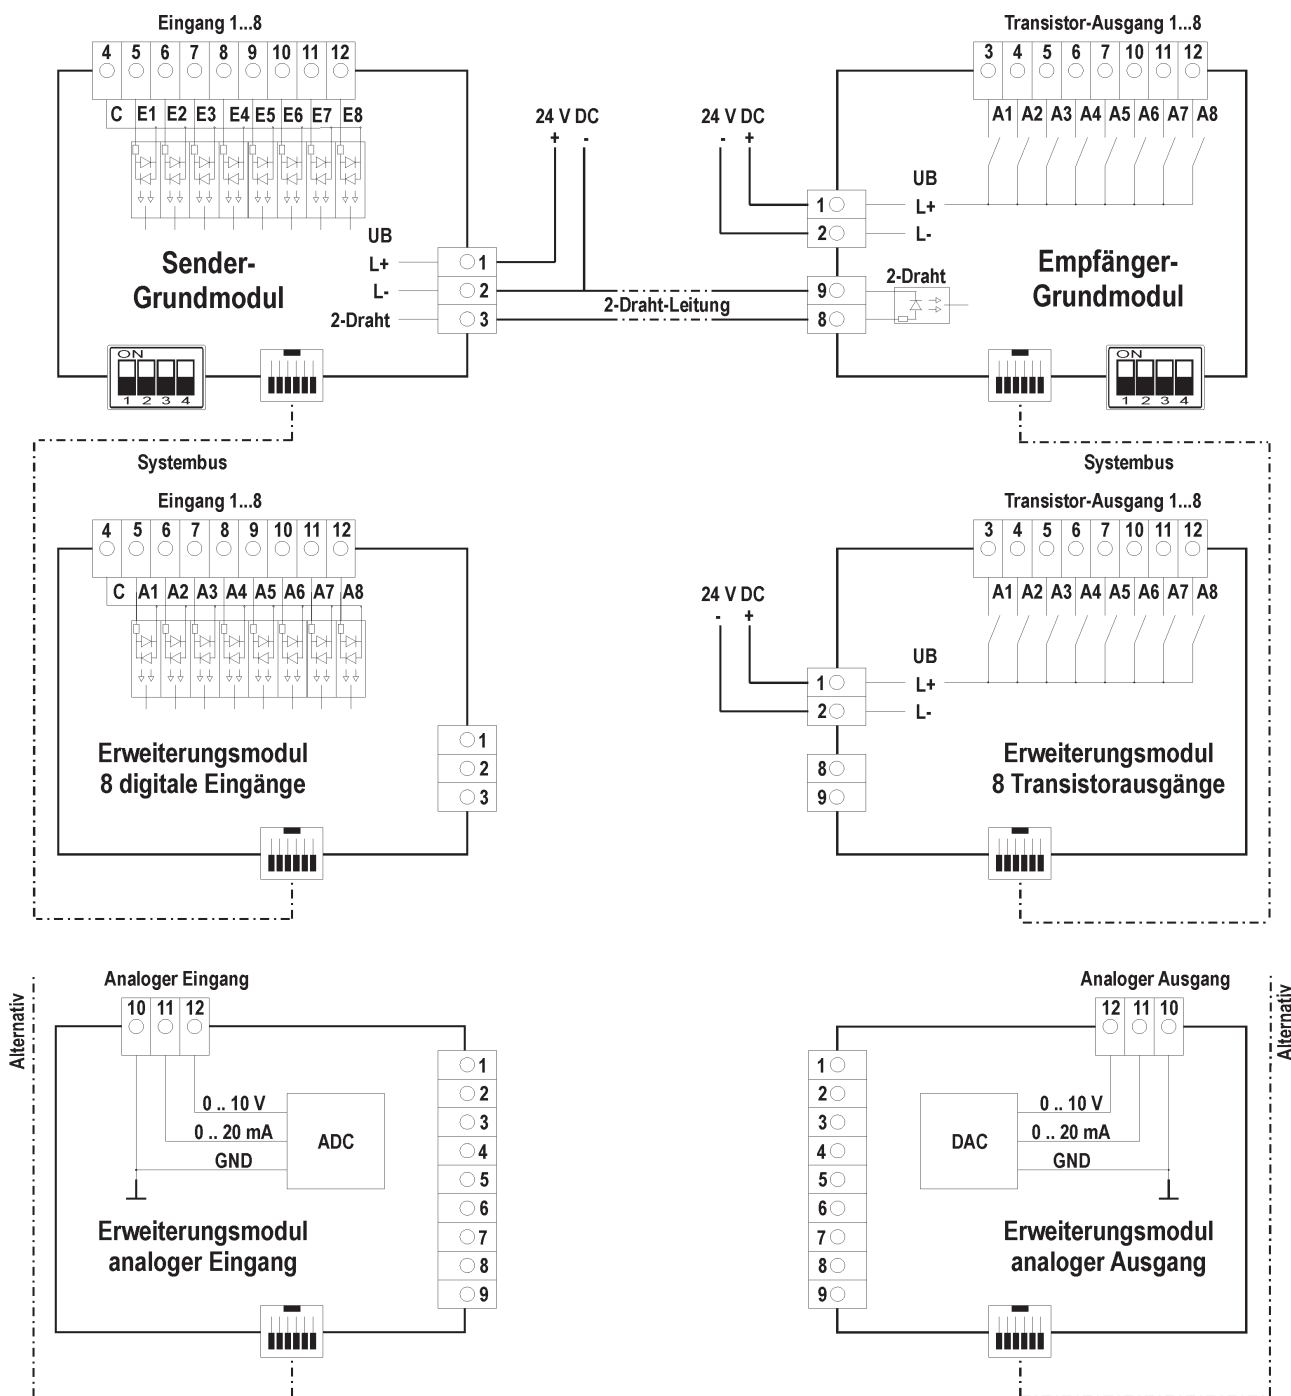 Eingang 1...8
4 5 6 7 8 9 10 11 12
C E1 E2 E3 E4 E5 E6 E7 E8
UB
L+
L-
2-Draht
1
2
3
Sender-
Grundmodul
ON
1 2 3 4
24 V DC
+ -
2-Draht-Leitung
24 V DC
- +
Transistor-Ausgang 1...8
3 4 5 6 7 10 11 12
A1 A2 A3 A4 A5 A6 A7 A8
UB
1 L+
2 L-
9 2-Draht
8
Empfänger-
Grundmodul
ON
1 2 3 4
Systembus
Systembus
Eingang 1...8
4 5 6 7 8 9 10 11 12
C A1 A2 A3 A4 A5 A6 A7 A8
1
2
3
Erweiterungsmodul
8 digitale Eingänge
Transistor-Ausgang 1...8
3 4 5 6 7 10 11 12
A1 A2 A3 A4 A5 A6 A7 A8
24 V DC
- +
UB
1 L+
2 L-
8
9
Erweiterungsmodul
8 Transistorausgänge
Alternativ
Analoger Eingang
10 11 12
0 .. 10 V
0 .. 20 mA
GND
ADC
1
2
3
4
5
6
7
8
9
Erweiterungsmodul
analoger Eingang
Analoger Ausgang
12 11 10
1
2
3
4
5
6
7
8
9
DAC
0 .. 10 V
0 .. 20 mA
GND
Erweiterungsmodul
analoger Ausgang
Alternativ